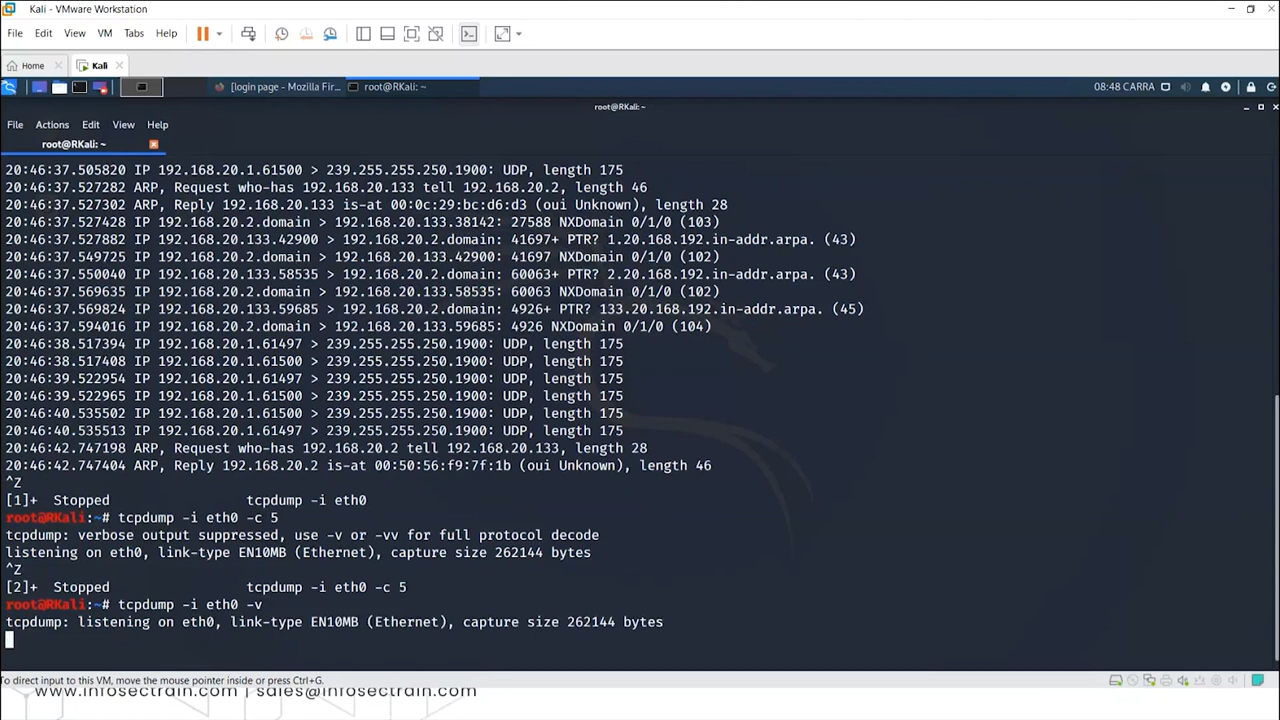 Kali - VMware Workstation
File Edit View VM Tabs Help
Home Kali
[login page - Mozilla Fir... root@RKali: ~ 08:48 CARRA
root@RKali: ~
File Actions Edit View Help
root@RKali: ~
20:46:37.505820 IP 192.168.20.1.61500 > 239.255.255.250.1900: UDP, length 175
20:46:37.527282 ARP, Request who-has 192.168.20.133 tell 192.168.20.2, length 46
20:46:37.527302 ARP, Reply 192.168.20.133 is-at 00:0c:29:bc:d6:d3 (oui Unknown), length 28
20:46:37.527428 IP 192.168.20.2.domain > 192.168.20.133.38142: 27588 NXDomain 0/1/0 (103)
20:46:37.527882 IP 192.168.20.133.42900 > 192.168.20.2.domain: 41697+ PTR? 1.20.168.192.in-addr.arpa. (43)
20:46:37.549725 IP 192.168.20.2.domain > 192.168.20.133.42900: 41697 NXDomain 0/1/0 (102)
20:46:37.550040 IP 192.168.20.133.58535 > 192.168.20.2.domain: 60063+ PTR? 2.20.168.192.in-addr.arpa. (43)
20:46:37.569635 IP 192.168.20.2.domain > 192.168.20.133.58535: 60063 NXDomain 0/1/0 (102)
20:46:37.569824 IP 192.168.20.133.59685 > 192.168.20.2.domain: 4926+ PTR? 133.20.168.192.in-addr.arpa. (45)
20:46:37.594016 IP 192.168.20.2.domain > 192.168.20.133.59685: 4926 NXDomain 0/1/0 (104)
20:46:38.517394 IP 192.168.20.1.61497 > 239.255.255.250.1900: UDP, length 175
20:46:38.517408 IP 192.168.20.1.61500 > 239.255.255.250.1900: UDP, length 175
20:46:39.522954 IP 192.168.20.1.61497 > 239.255.255.250.1900: UDP, length 175
20:46:39.522965 IP 192.168.20.1.61500 > 239.255.255.250.1900: UDP, length 175
20:46:40.535502 IP 192.168.20.1.61500 > 239.255.255.250.1900: UDP, length 175
20:46:40.535513 IP 192.168.20.1.61497 > 239.255.255.250.1900: UDP, length 175
20:46:42.747198 ARP, Request who-has 192.168.20.2 tell 192.168.20.133, length 28
20:46:42.747404 ARP, Reply 192.168.20.2 is-at 00:50:56:f9:7f:1b (oui Unknown), length 46
^Z
[1]+  Stopped                 tcpdump -i eth0
root@RKali:~# tcpdump -i eth0 -c 5
tcpdump: verbose output suppressed, use -v or -vv for full protocol decode
listening on eth0, link-type EN10MB (Ethernet), capture size 262144 bytes
^Z
[2]+  Stopped                 tcpdump -i eth0 -c 5
root@RKali:~# tcpdump -i eth0 -v
tcpdump: listening on eth0, link-type EN10MB (Ethernet), capture size 262144 bytes
To direct input to this VM, move the mouse pointer inside or press Ctrl+G.
www.infosectrain.com | sales@infosectrain.com